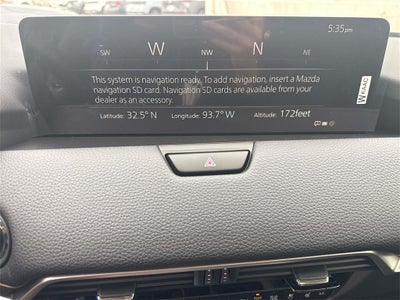 5:35pm
SW W NW N NE
This system is navigation ready. To add navigation, insert a Mazda
navigation SD card. Navigation SD cards are available from your
dealer as an accessory.
Latitude: 32.5° N Longitude: 93.7° W Altitude: 172feet